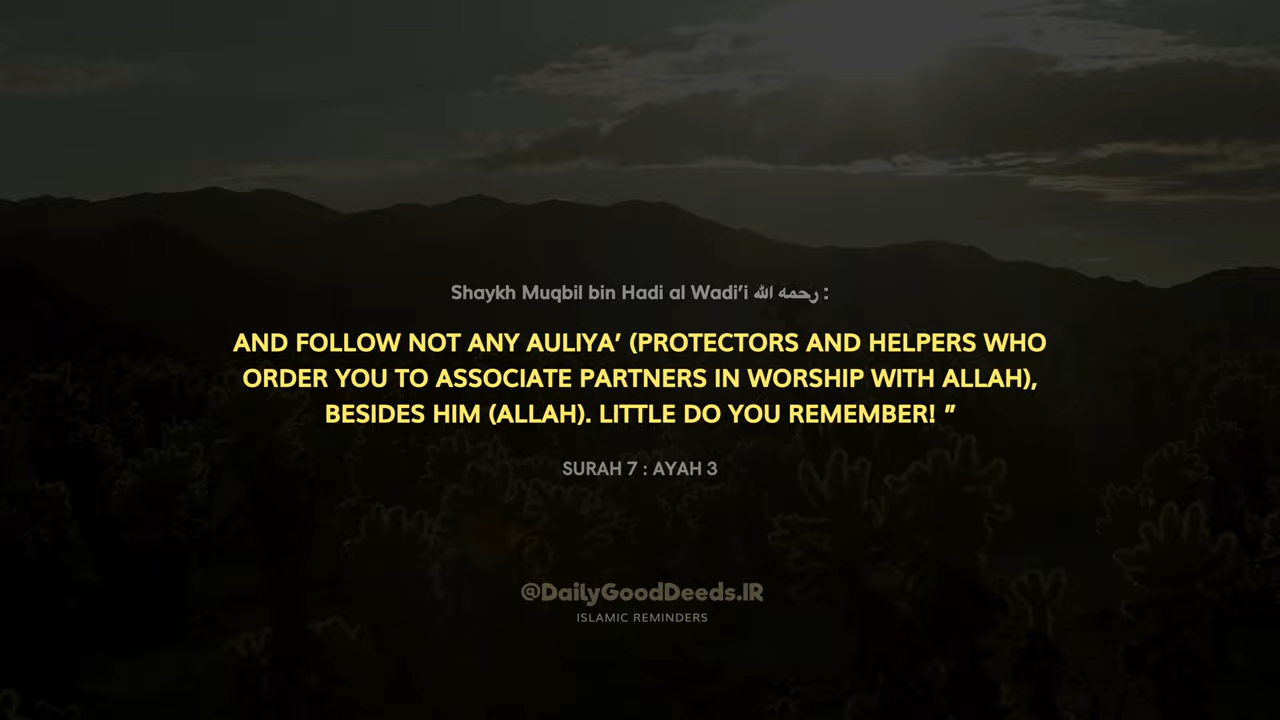 Shaykh Muqbil bin Hadi al Wadi’i رحمه الله :
AND FOLLOW NOT ANY AULIYA’ (PROTECTORS AND HELPERS WHO
ORDER YOU TO ASSOCIATE PARTNERS IN WORSHIP WITH ALLAH),
BESIDES HIM (ALLAH). LITTLE DO YOU REMEMBER! ”
SURAH 7 : AYAH 3
@DailyGoodDeeds.IR
ISLAMIC REMINDERS